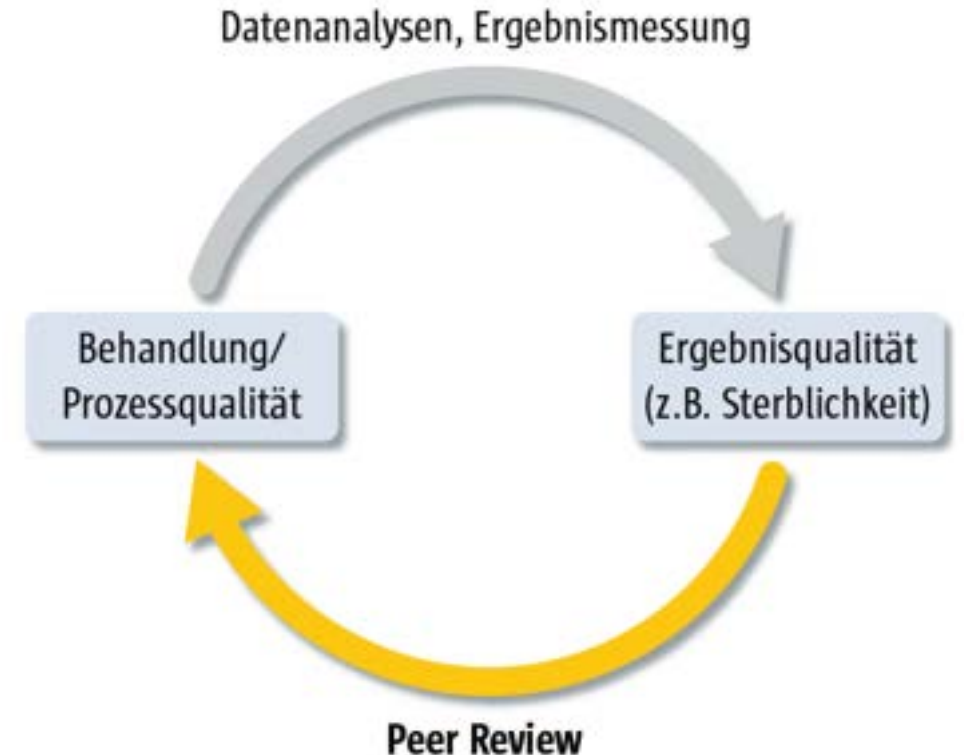 Datenanalysen, Ergebnismessung
Behandlung/
Prozessqualität
Ergebnisqualität
(z.B. Sterblichkeit)
Peer Review